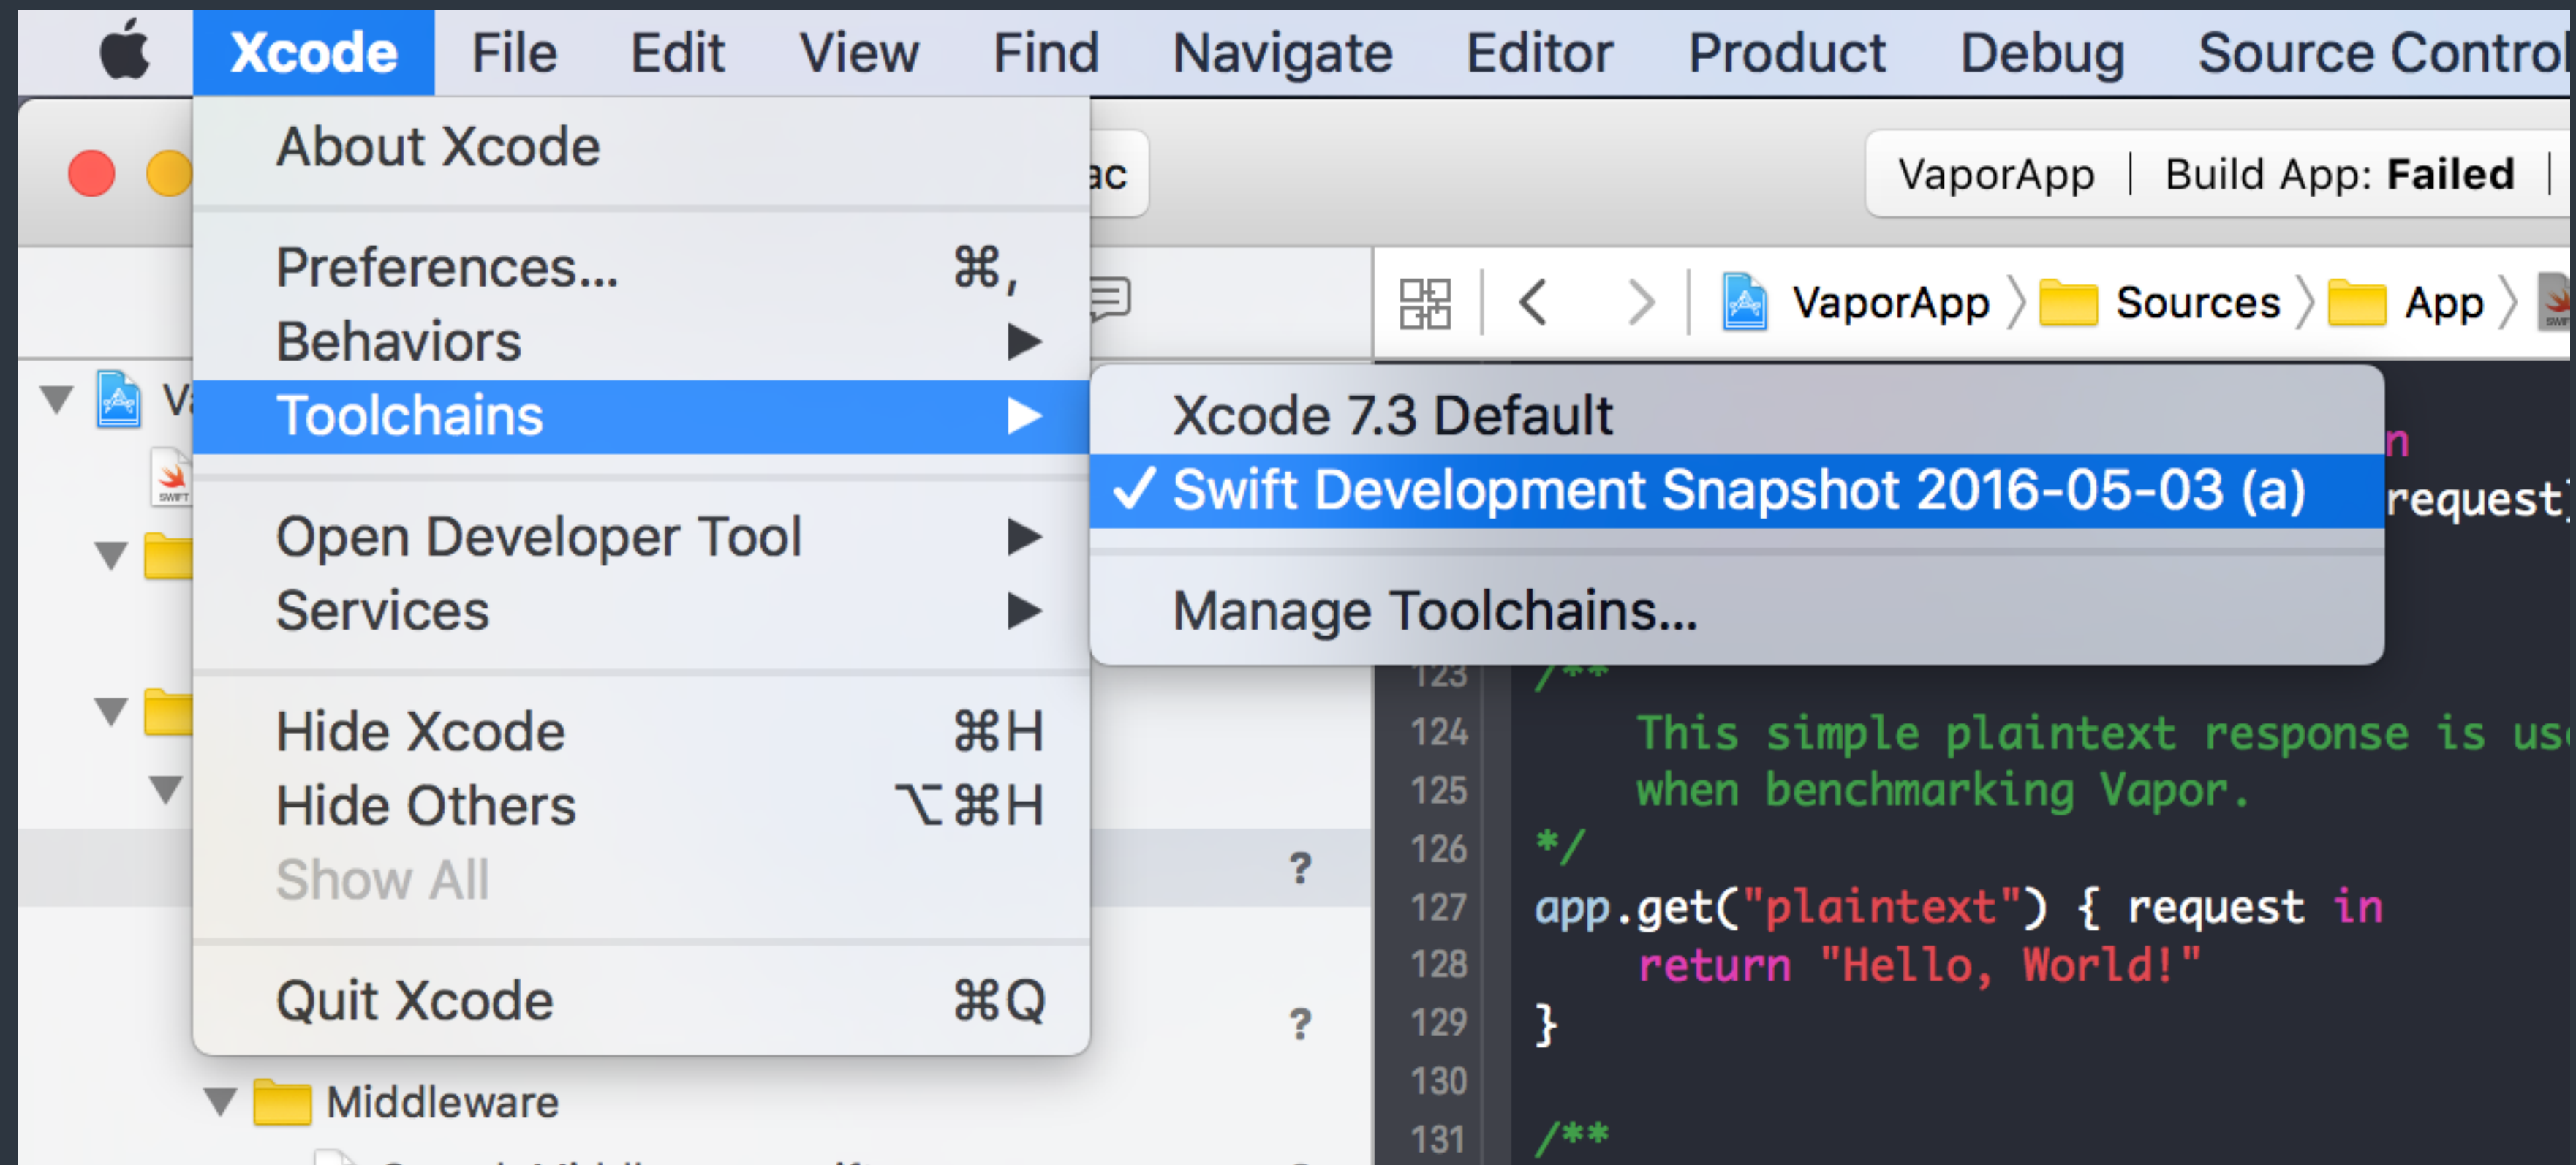 Xcode File Edit View Find Navigate Editor Product Debug Source Control
About Xcode
VaporApp | Build App: Failed |
Preferences... ⌘,
Behaviors
VaporApp Sources App
Toolchains
Xcode 7.3 Default
Swift Development Snapshot 2016-05-03 (a)
request
SWIFT
Open Developer Tool
Services
Manage Toolchains...
123 /**
Hide Xcode ⌘H
124 This simple plaintext response is
Hide Others ⌥⌘H
125 when benchmarking Vapor.
Show All
126 */
?
127 app.get("plaintext") { request in
128 return "Hello, World!"
Quit Xcode ⌘Q
129 }
?
130
Middleware
131 /**